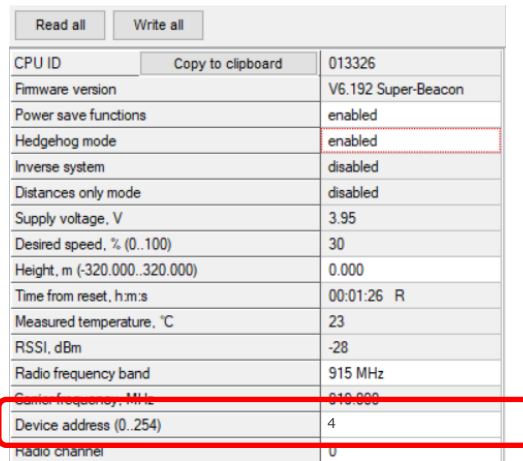 Read all Write all
CPU ID Copy to clipboard 013326
Firmware version V6.192 Super-Beacon
Power save functions enabled
Hedgehog mode enabled
Inverse system disabled
Distances only mode disabled
Supply voltage, V 3.95
Desired speed, % (0..100) 30
Height, m (-320.000..320.000) 0.000
Time from reset, h:m:s 00:01:26 R
Measured temperature, °C 23
RSSI, dBm -28
Radio frequency band 915 MHz
Carrier frequency, MHz
Device address (0..254) 4
Radio channel 0